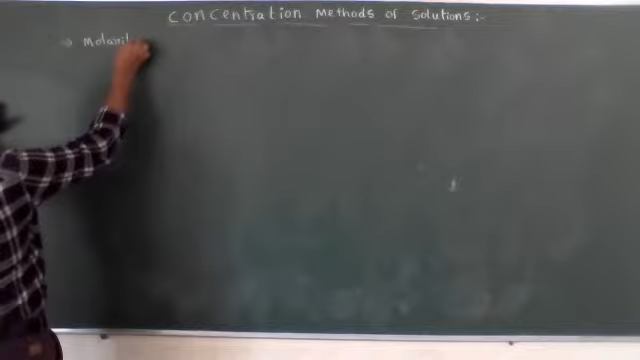 Concentration Methods of Solutions:-
⇒ Molarit